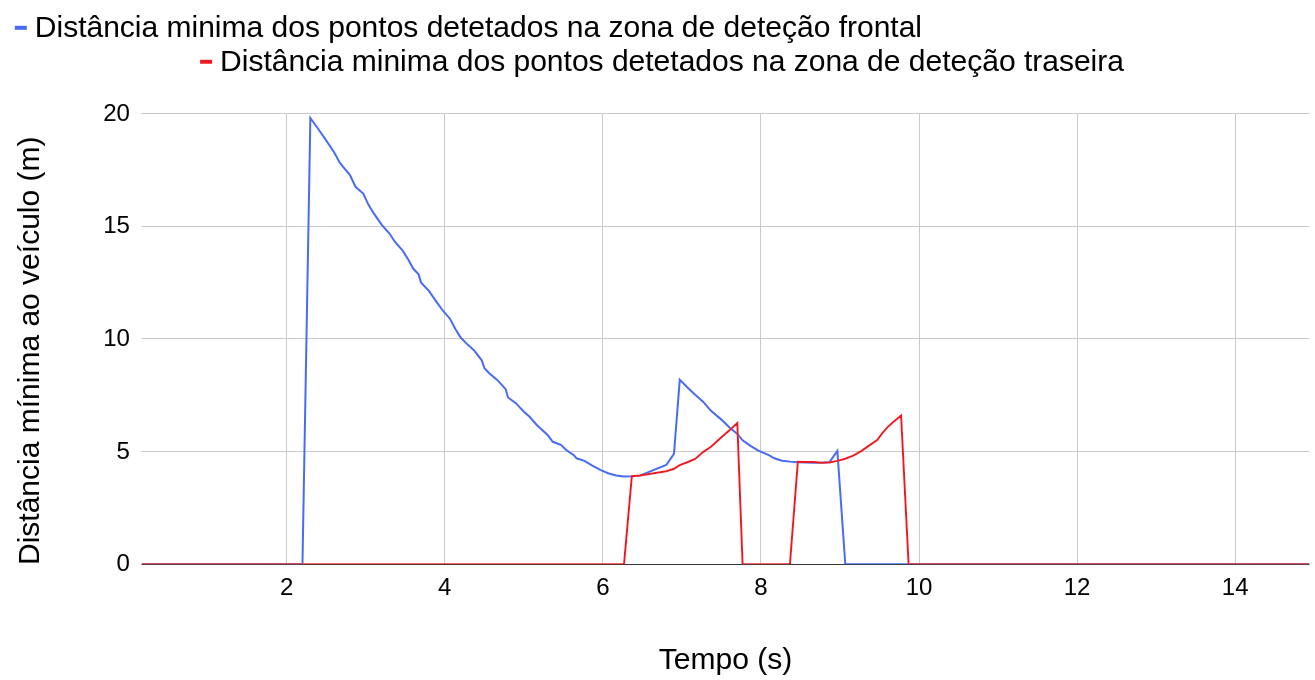 Distância minima dos pontos detetados na zona de deteção frontal
Distância minima dos pontos detetados na zona de deteção traseira
Distância mínima ao veículo (m)
20
15
10
5
0
2 4 6 8 10 12 14
Tempo (s)